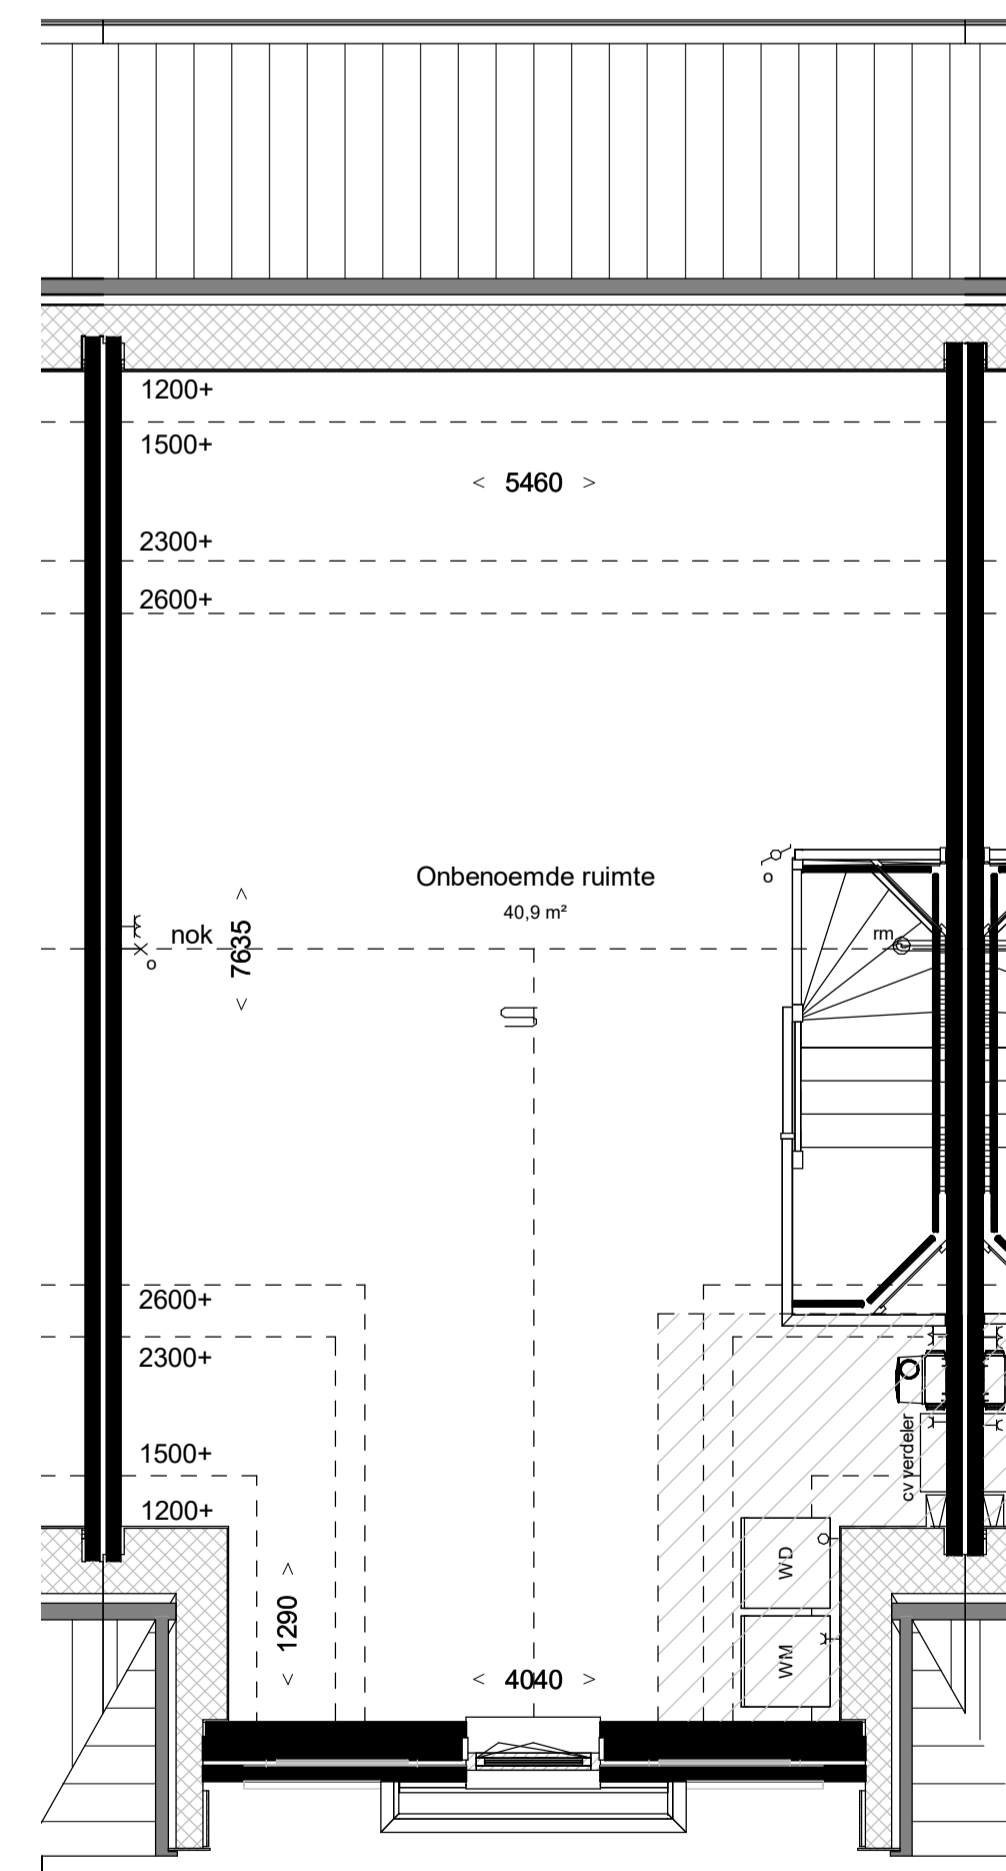 1200+
1500+
< 5460 >
2300+
2600+
Onbenoemde ruimte
40,9 m²
o
rm
nok
< 7635 >
o
2600+
2300+
1500+
cv verdeler
1200+
WD
< 1290 >
WM
< 4040 >